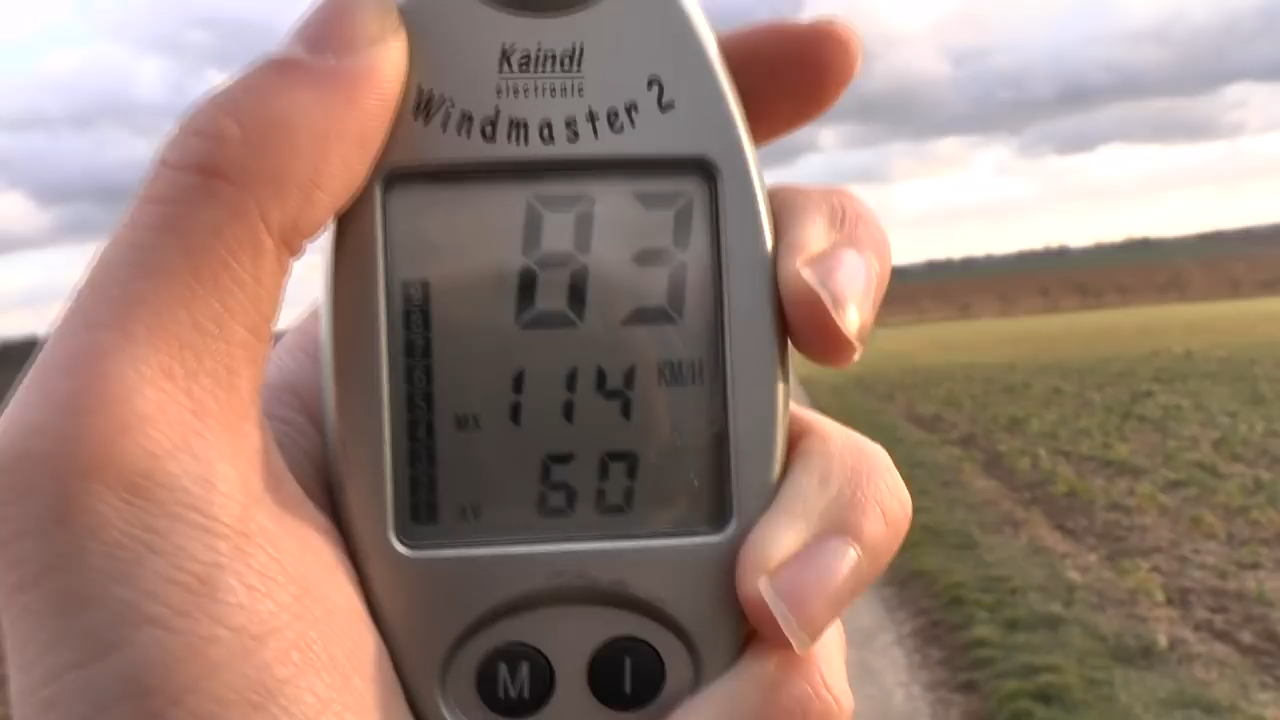 Kaindl
electronic
Windmaster 2
83
KM/H
MX 114
AV 60
M I